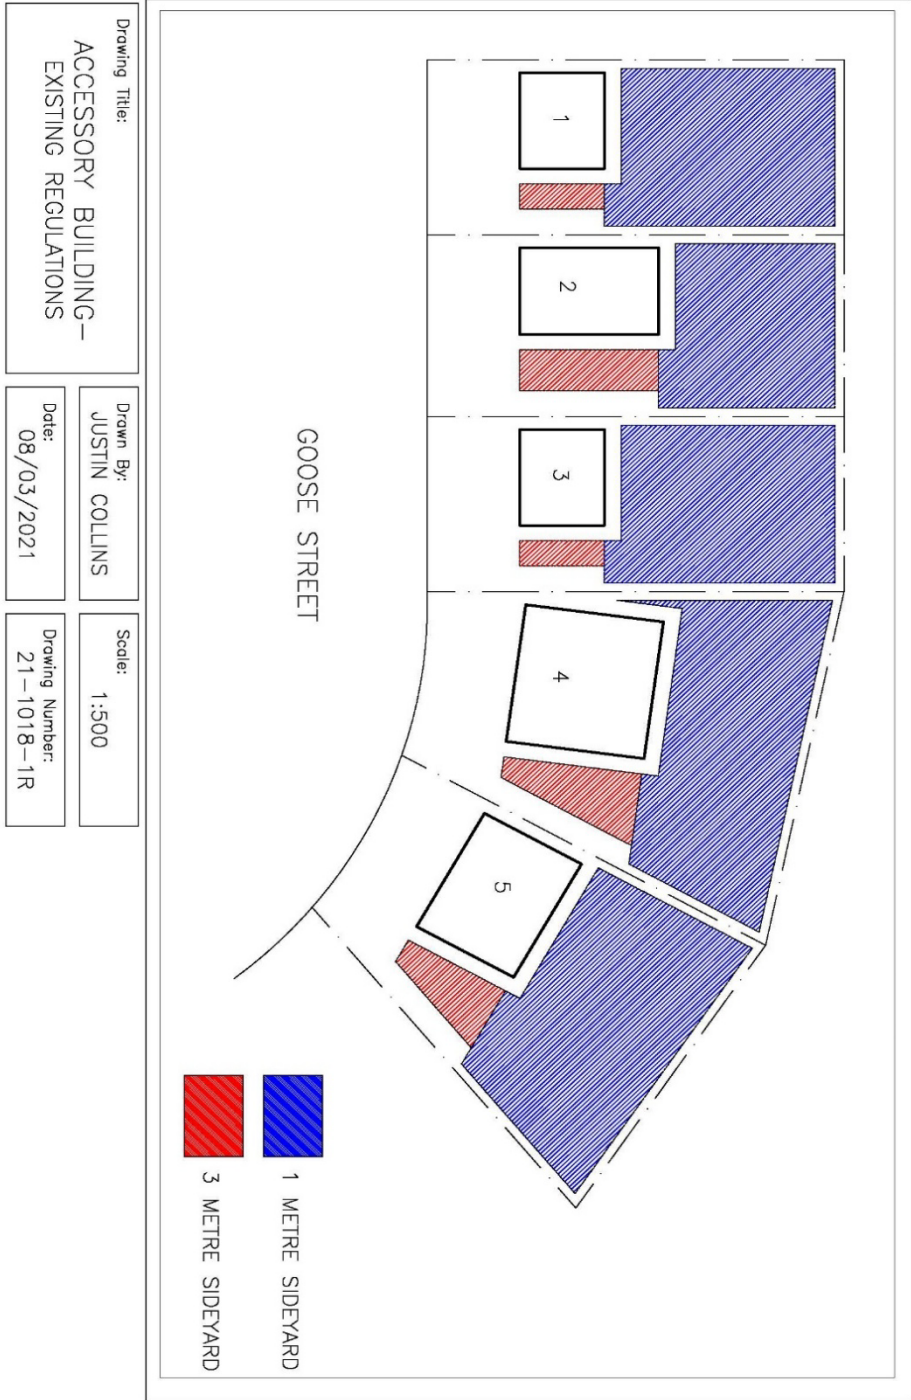 1
2
3
4
5
GOOSE STREET
1 METRE SIDEYARD
3 METRE SIDEYARD
Drawing Title:
ACCESSORY BUILDING–
EXISTING REGULATIONS
Drawn By:
JUSTIN COLLINS
Date:
08/03/2021
Scale:
1:500
Drawing Number:
21–1018–1R